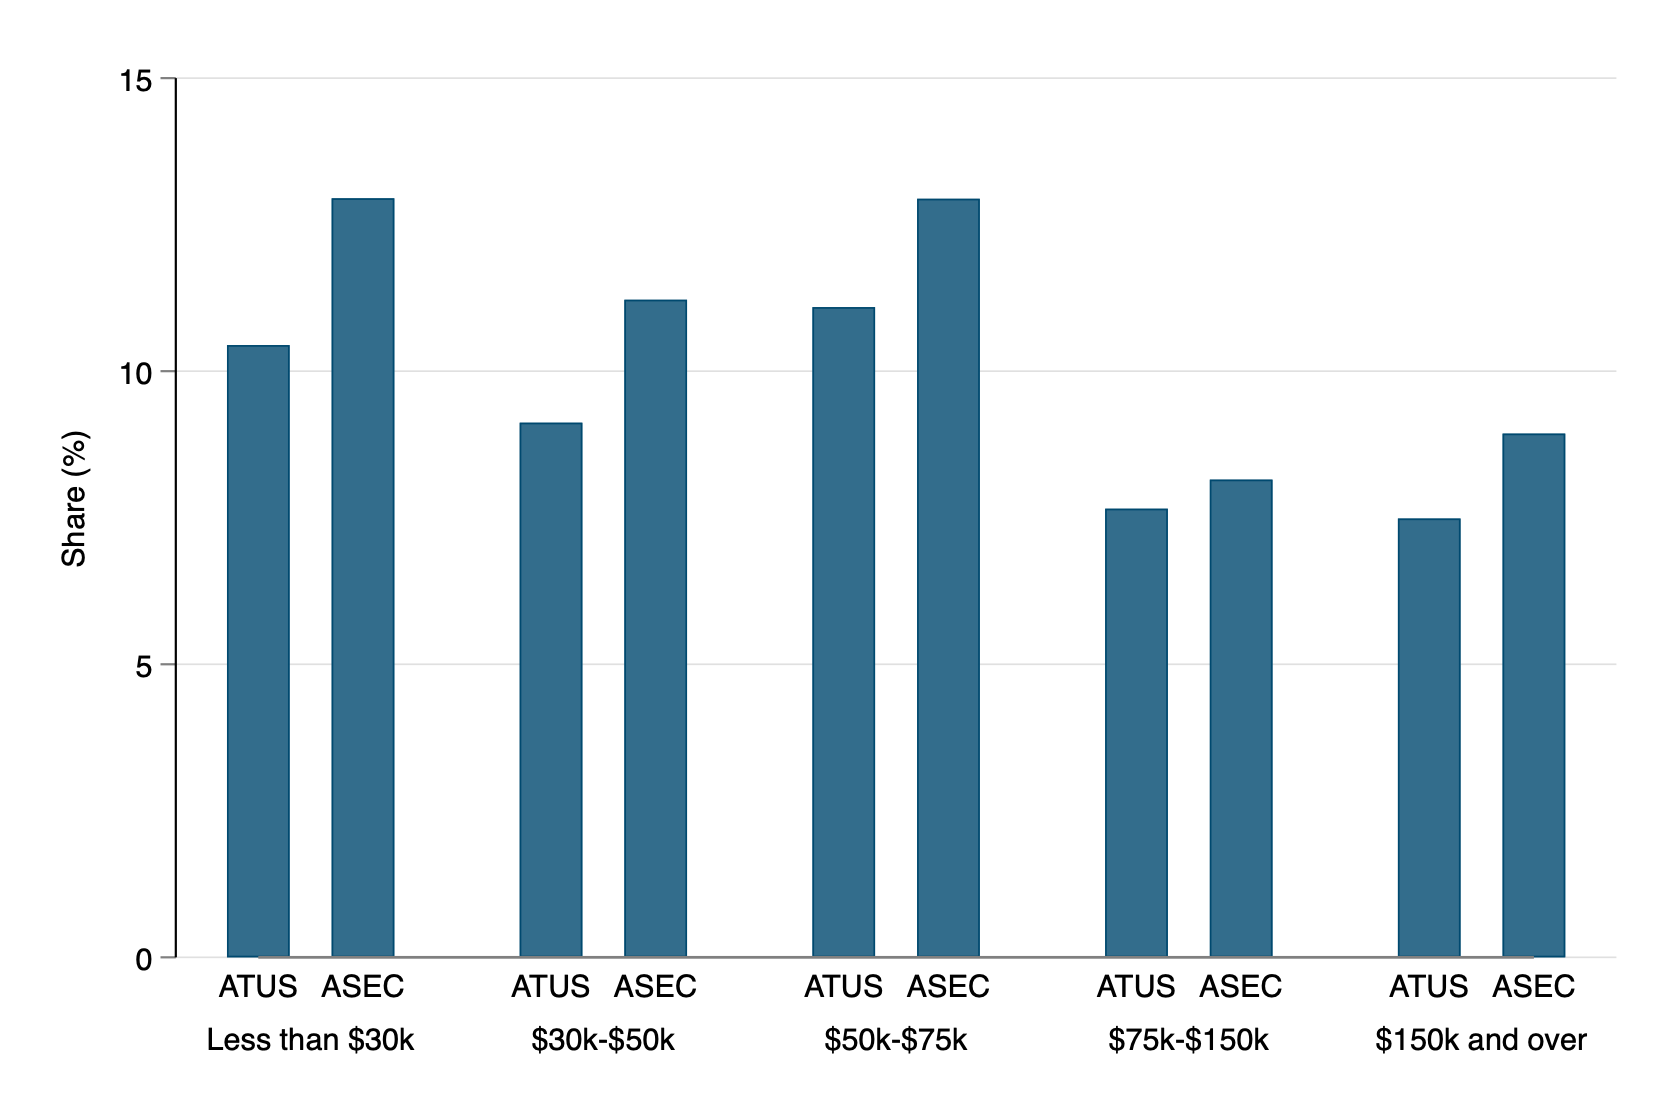 15
10
5
0
Share (%)
ATUS ASEC ATUS ASEC ATUS ASEC ATUS ASEC ATUS ASEC
Less than $30k $30k-$50k $50k-$75k $75k-$150k $150k and over